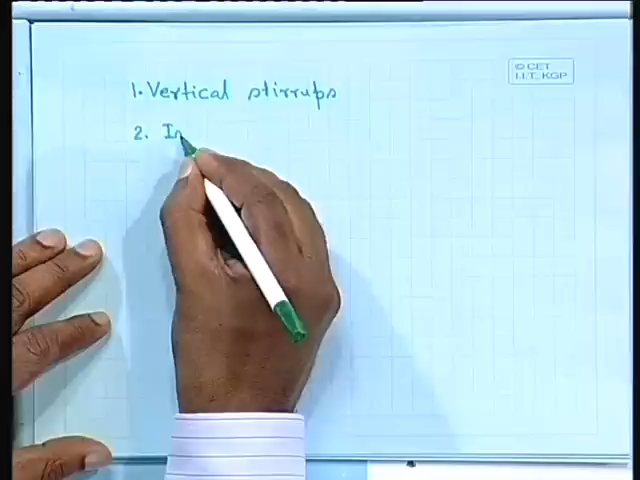 © CET
I.I.T. KGP
1. Vertical stirrups
2. In